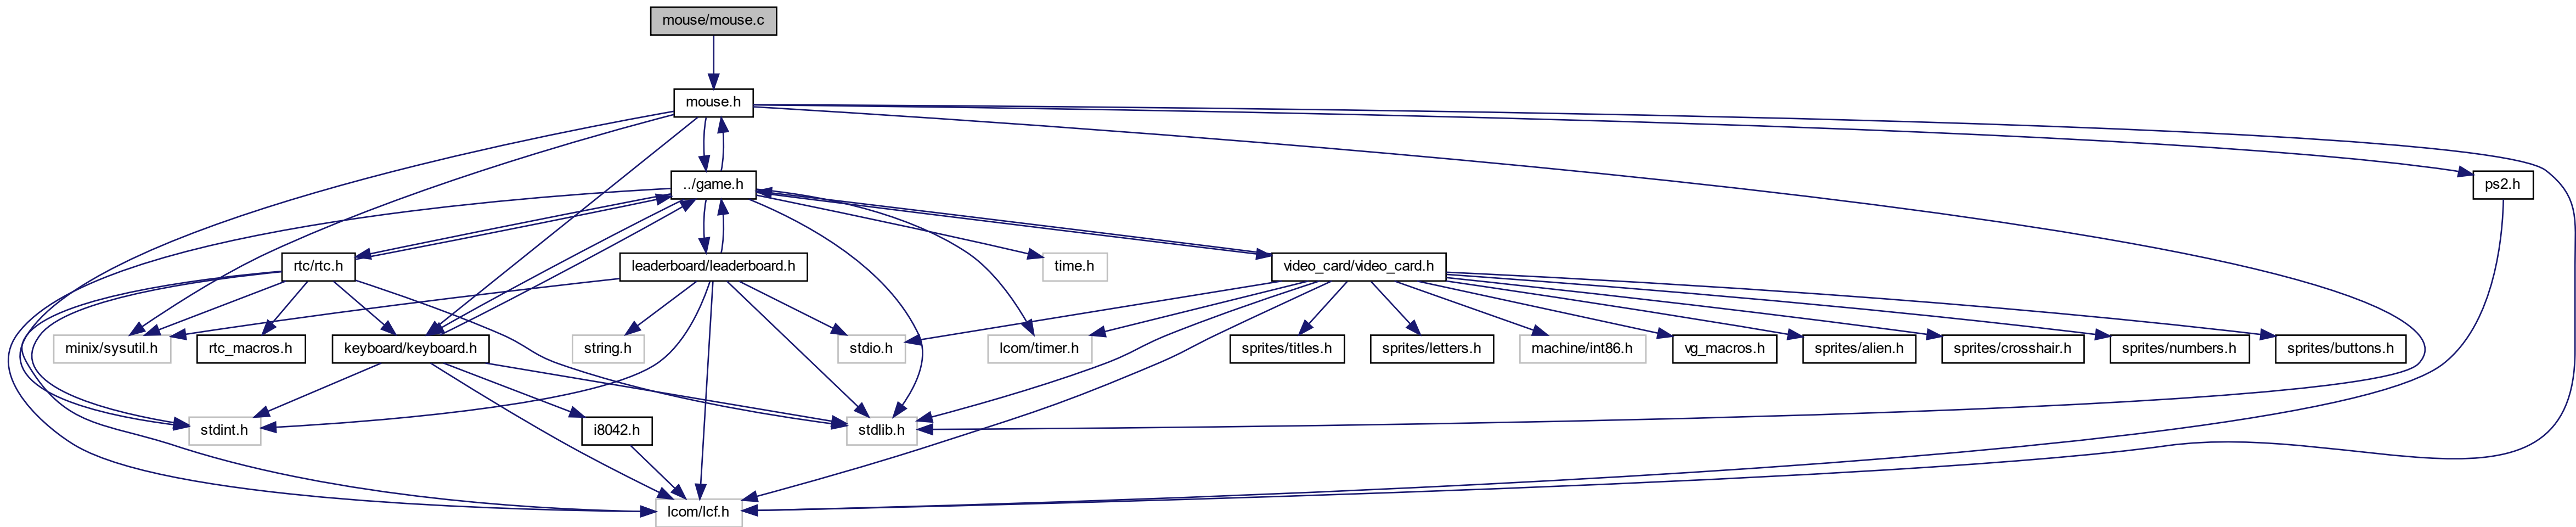 mouse/mouse.c
mouse.h
../game.h
ps2.h
rtc/rtc.h
leaderboard/leaderboard.h
time.h
video_card/video_card.h
minix/sysutil.h
rtc_macros.h
keyboard/keyboard.h
string.h
stdio.h
lcom/timer.h
sprites/titles.h
sprites/letters.h
machine/int86.h
vg_macros.h
sprites/alien.h
sprites/crosshair.h
sprites/numbers.h
sprites/buttons.h
stdint.h
i8042.h
stdlib.h
lcom/lcf.h